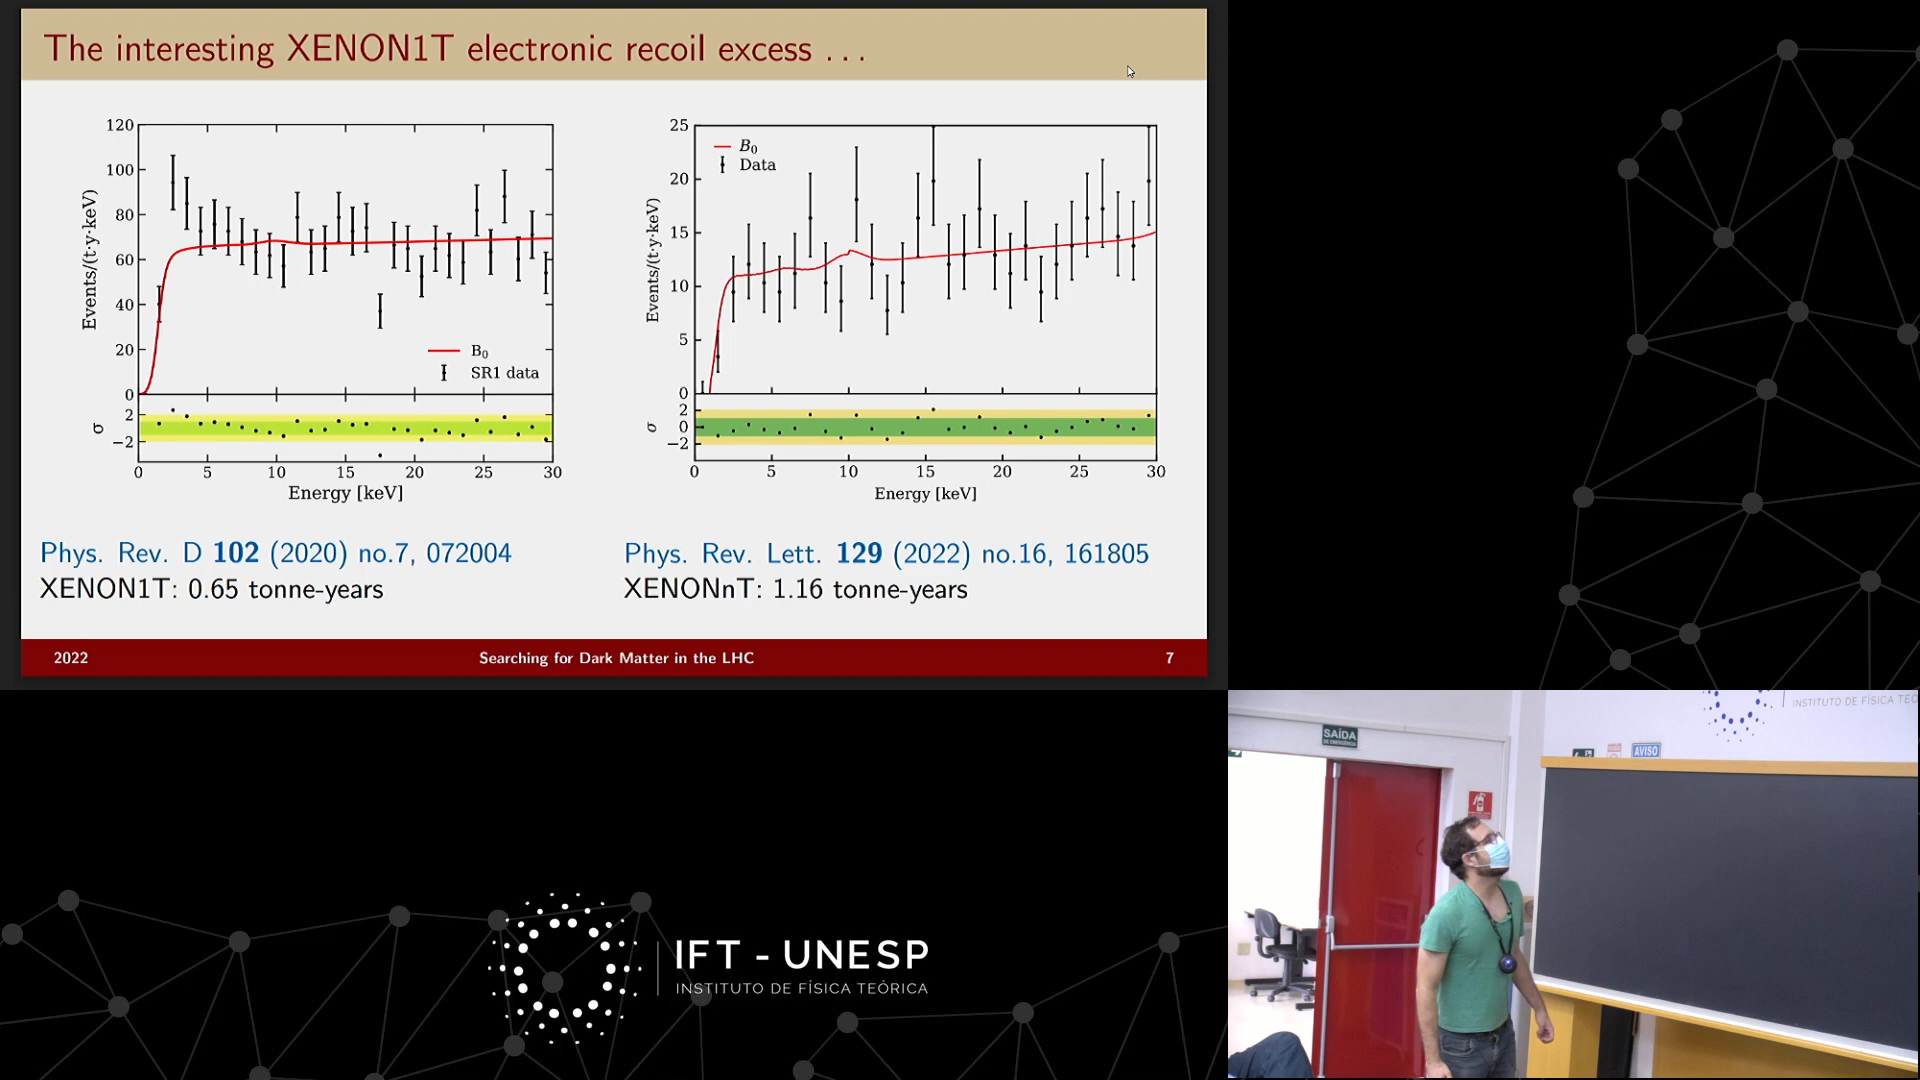 The interesting XENON1T electronic recoil excess ...
120
100
80
60
40
20
0
2
−2
Events/(t·y·keV)
σ
B₀
SR1 data
0 5 10 15 20 25 30
Energy [keV]
25
20
15
10
5
0
2
0
−2
Events/(t·y·keV)
σ
B₀
Data
0 5 10 15 20 25 30
Energy [keV]
Phys. Rev. D 102 (2020) no.7, 072004
XENON1T: 0.65 tonne-years
Phys. Rev. Lett. 129 (2022) no.16, 161805
XENONnT: 1.16 tonne-years
2022 Searching for Dark Matter in the LHC 7
IFT - UNESP
INSTITUTO DE FÍSICA TEÓRICA
SAÍDA
DE EMERGÊNCIA
INSTITUTO DE FÍSICA TEÓ
AVISO